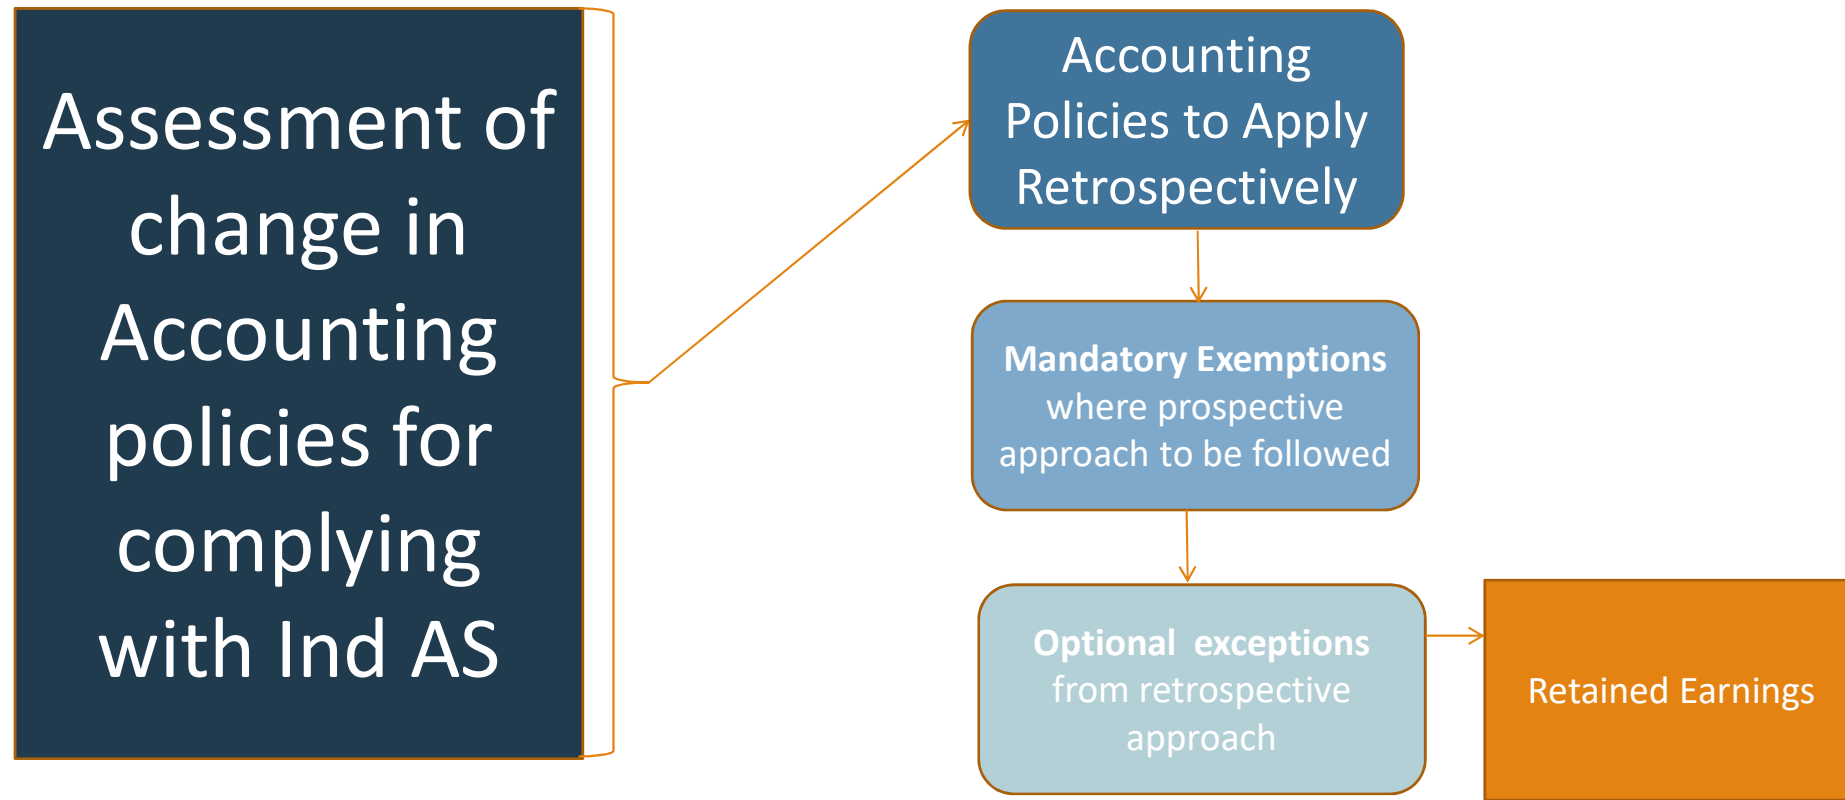 Assessment of
change in
Accounting
policies for
complying
with Ind AS
Accounting
Policies to Apply
Retrospectively
Mandatory Exemptions
where prospective
approach to be followed
Optional  exceptions
from retrospective
approach
Retained Earnings